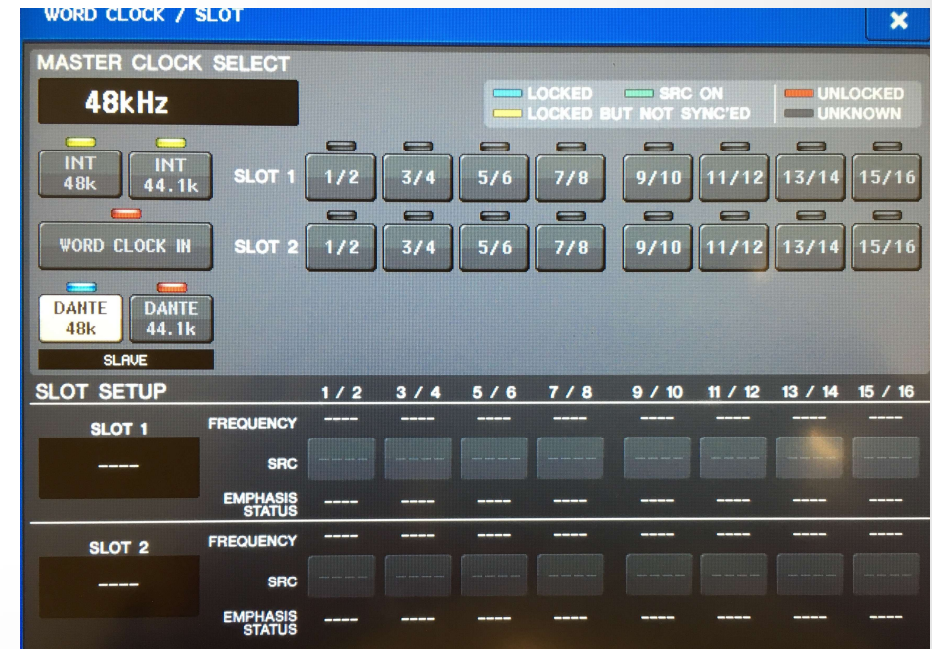 WORD CLOCK / SLOT
×
MASTER CLOCK SELECT
48kHz
LOCKED SRC ON UNLOCKED
LOCKED BUT NOT SYNC'ED UNKNOWN
INT 48k
INT 44.1k
SLOT 1 1/2 3/4 5/6 7/8 9/10 11/12 13/14 15/16
WORD CLOCK IN
SLOT 2 1/2 3/4 5/6 7/8 9/10 11/12 13/14 15/16
DANTE 48k
DANTE 44.1k
SLAVE
SLOT SETUP 1 / 2 3 / 4 5 / 6 7 / 8 9 / 10 11 / 12 13 / 14 15 / 16
SLOT 1
----
FREQUENCY ---- ---- ---- ---- ---- ---- ---- ----
SRC ---- ---- ---- ---- ---- ---- ---- ----
EMPHASIS STATUS ---- ---- ---- ---- ---- ---- ---- ----
SLOT 2
----
FREQUENCY ---- ---- ---- ---- ---- ---- ---- ----
SRC ---- ---- ---- ---- ---- ---- ---- ----
EMPHASIS STATUS ---- ---- ---- ---- ---- ---- ---- ----